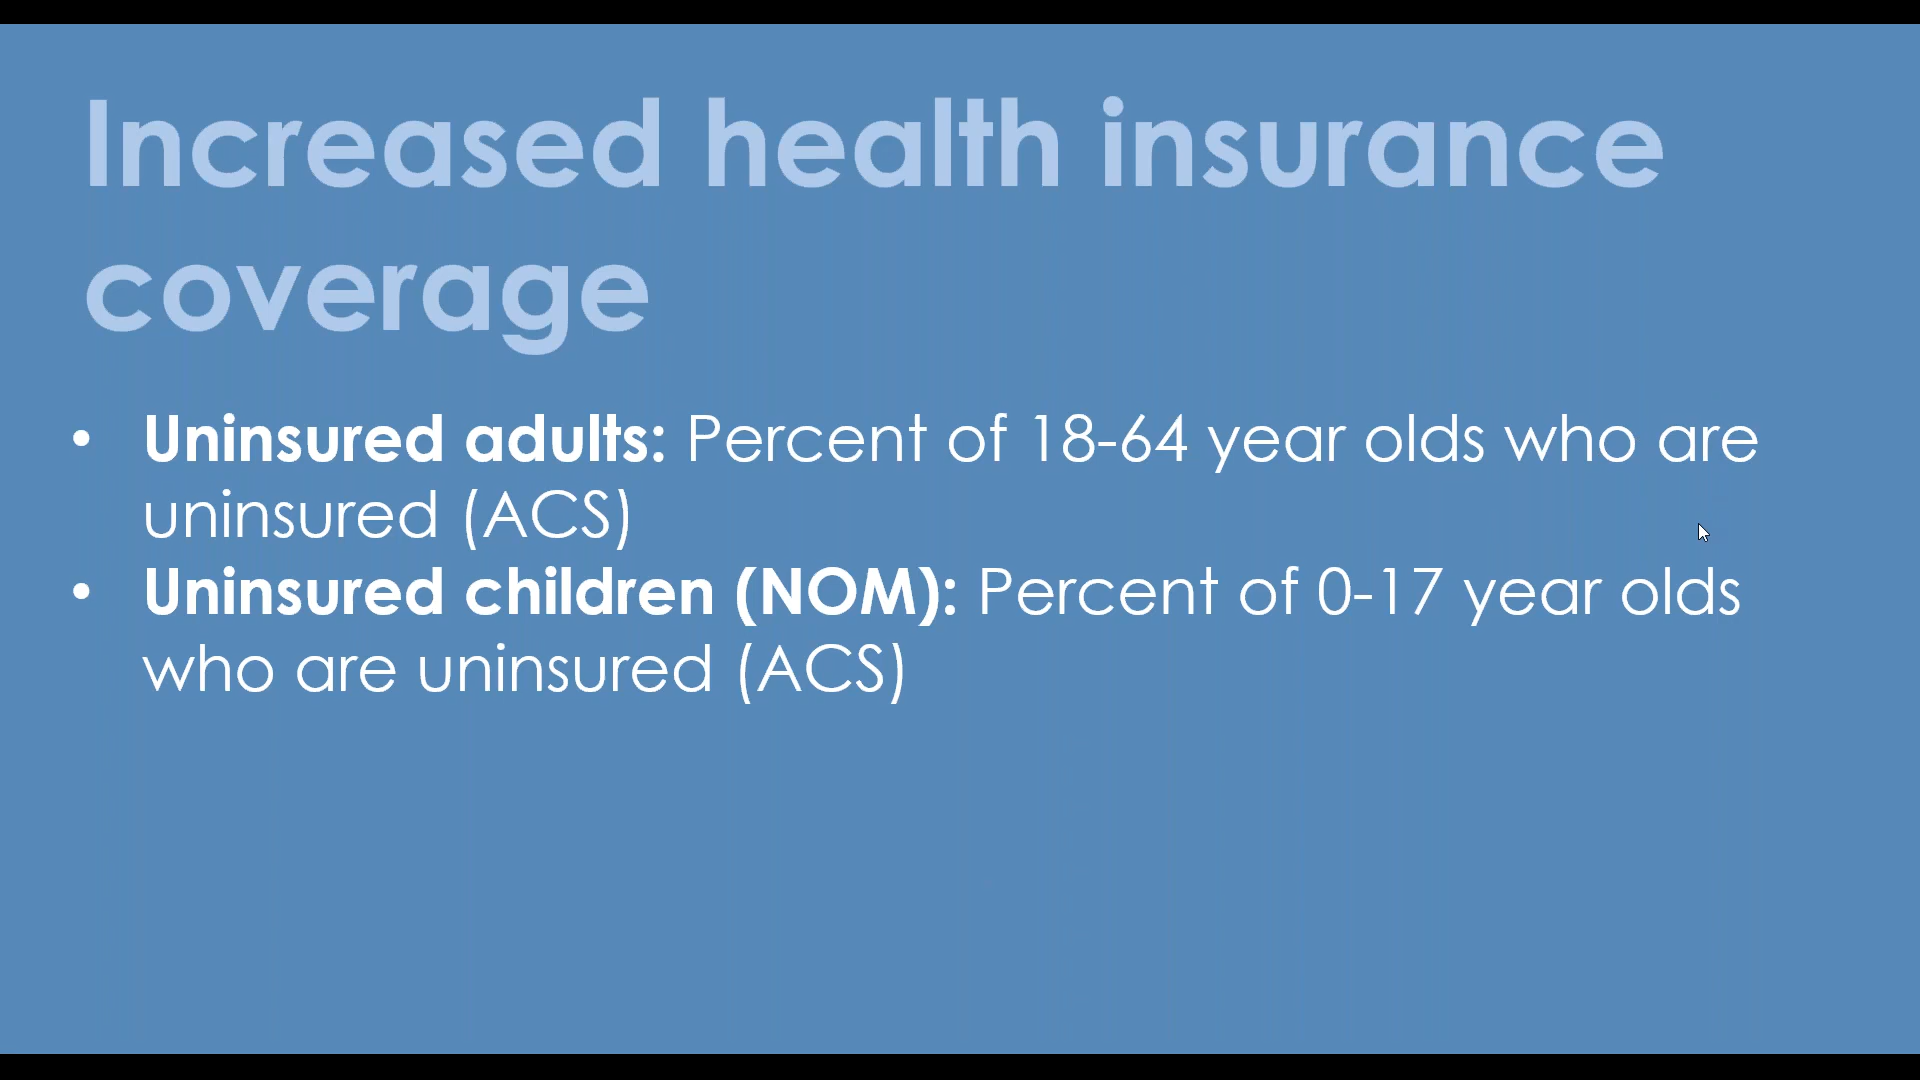 Increased health insurance
coverage
• Uninsured adults: Percent of 18-64 year olds who are
uninsured (ACS)
• Uninsured children (NOM): Percent of 0-17 year olds
who are uninsured (ACS)